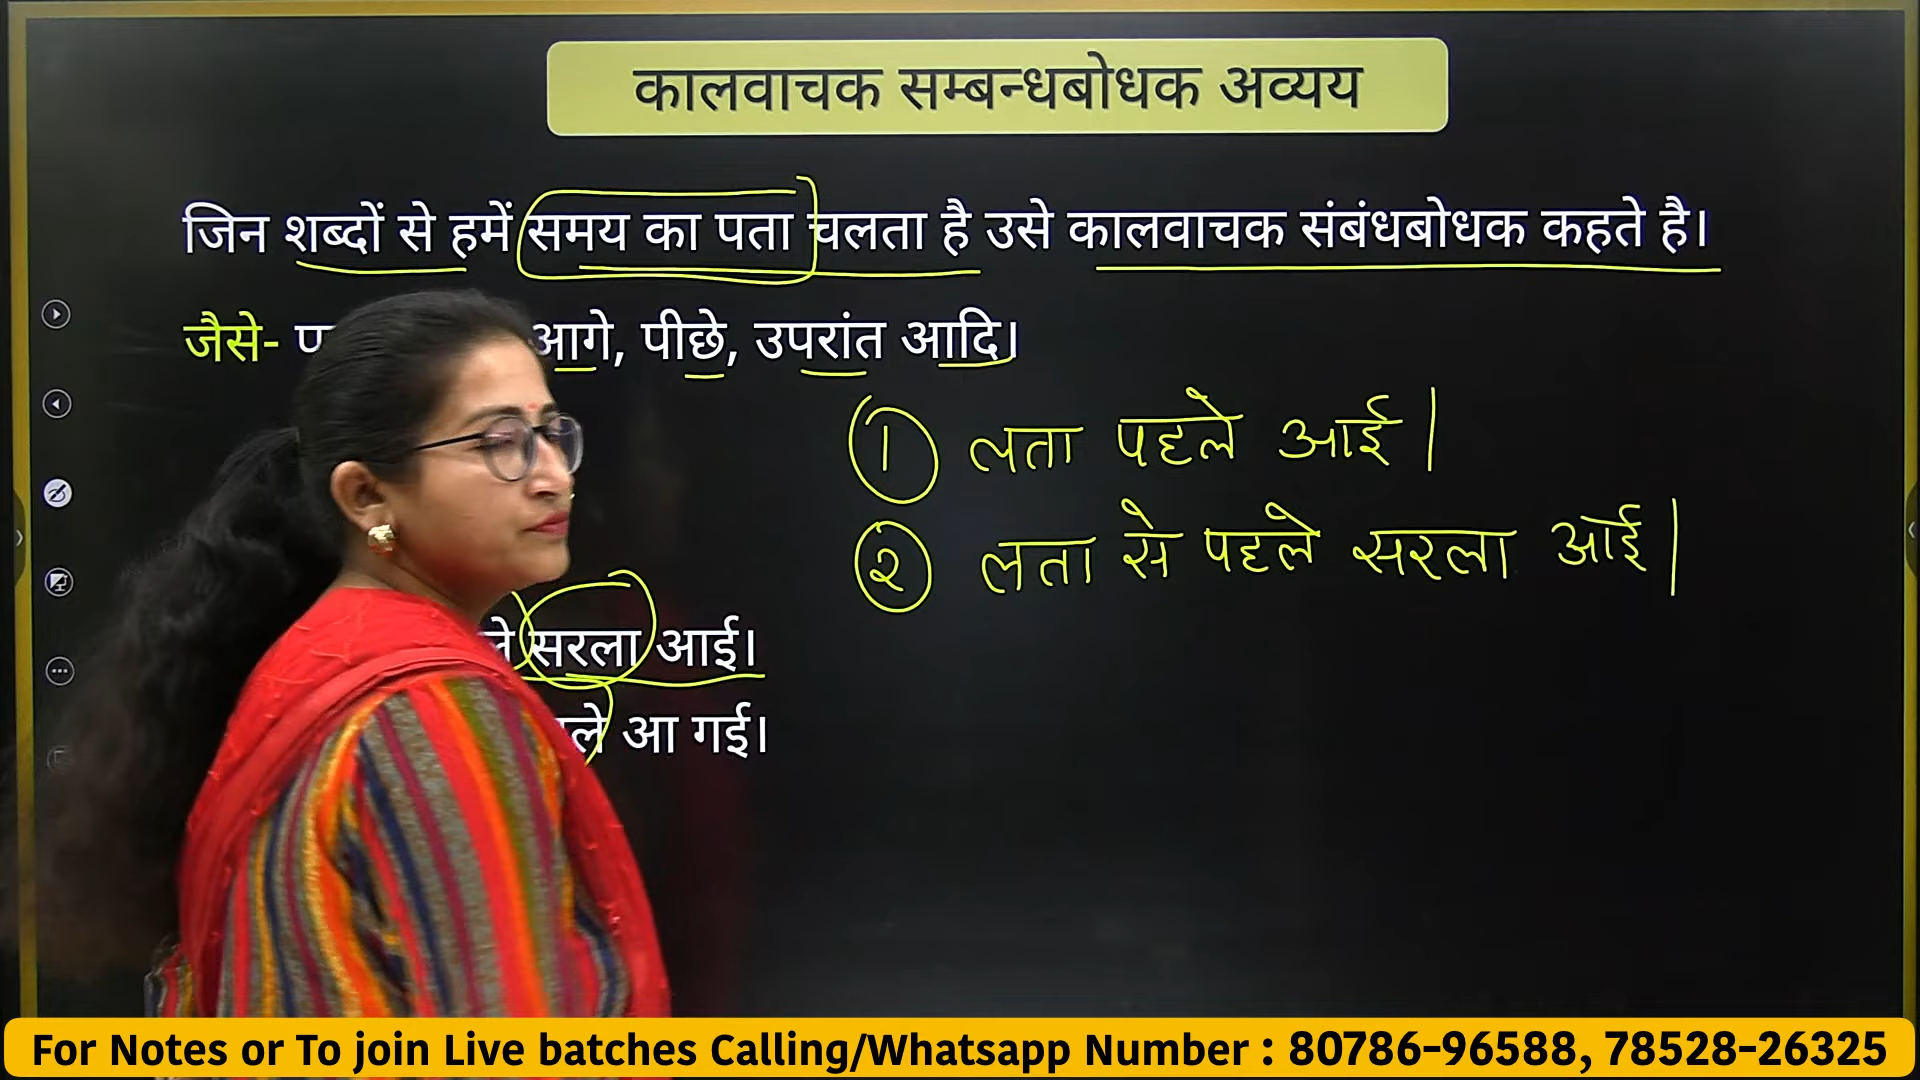 कालवाचक सम्बन्धबोधक अव्यय
जिन शब्दों से हमें समय का पता चलता है उसे कालवाचक संबंधबोधक कहते है।
जैसे- आगे, पीछे, उपरांत आदि।
① लता पहले आई।
② लता से पहले सरला आई।
सरला आई।
आ गई।
For Notes or To join Live batches Calling/Whatsapp Number : 80786-96588, 78528-26325